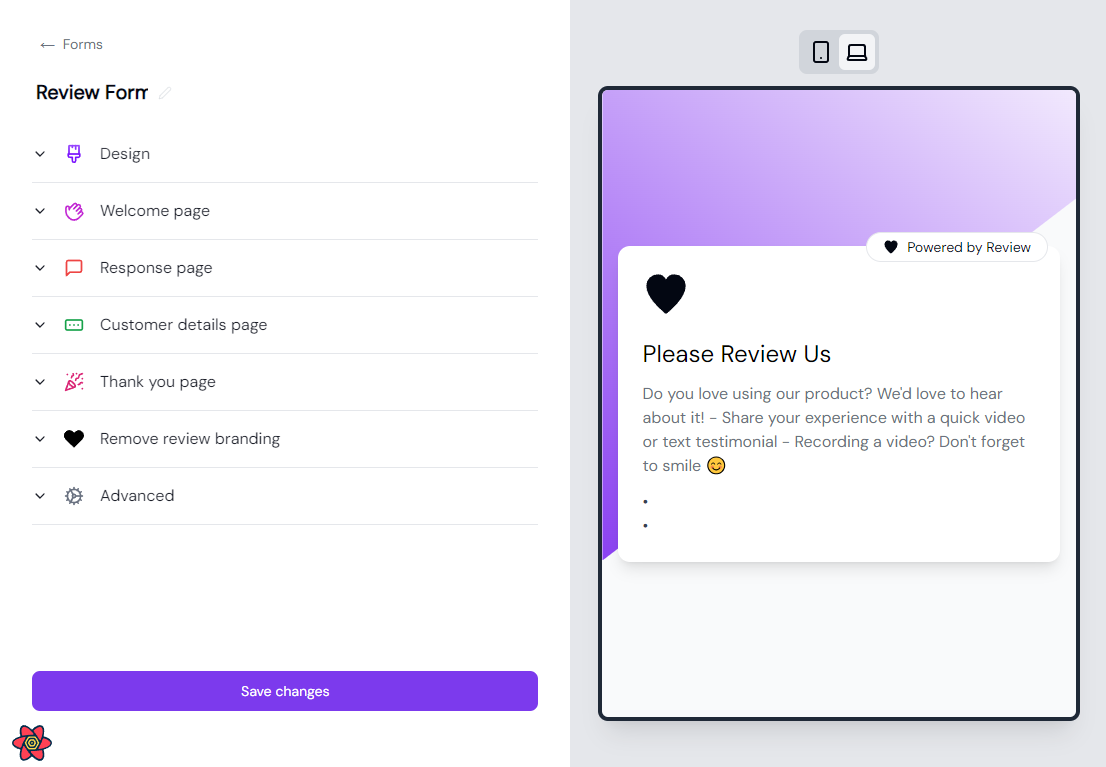 ← Forms
Review Form
Design
Welcome page
Response page
Customer details page
Thank you page
Remove review branding
Advanced
Save changes
Powered by Review
Please Review Us
Do you love using our product? We'd love to hear
about it! - Share your experience with a quick video
or text testimonial - Recording a video? Don't forget
to smile 😊
•
•